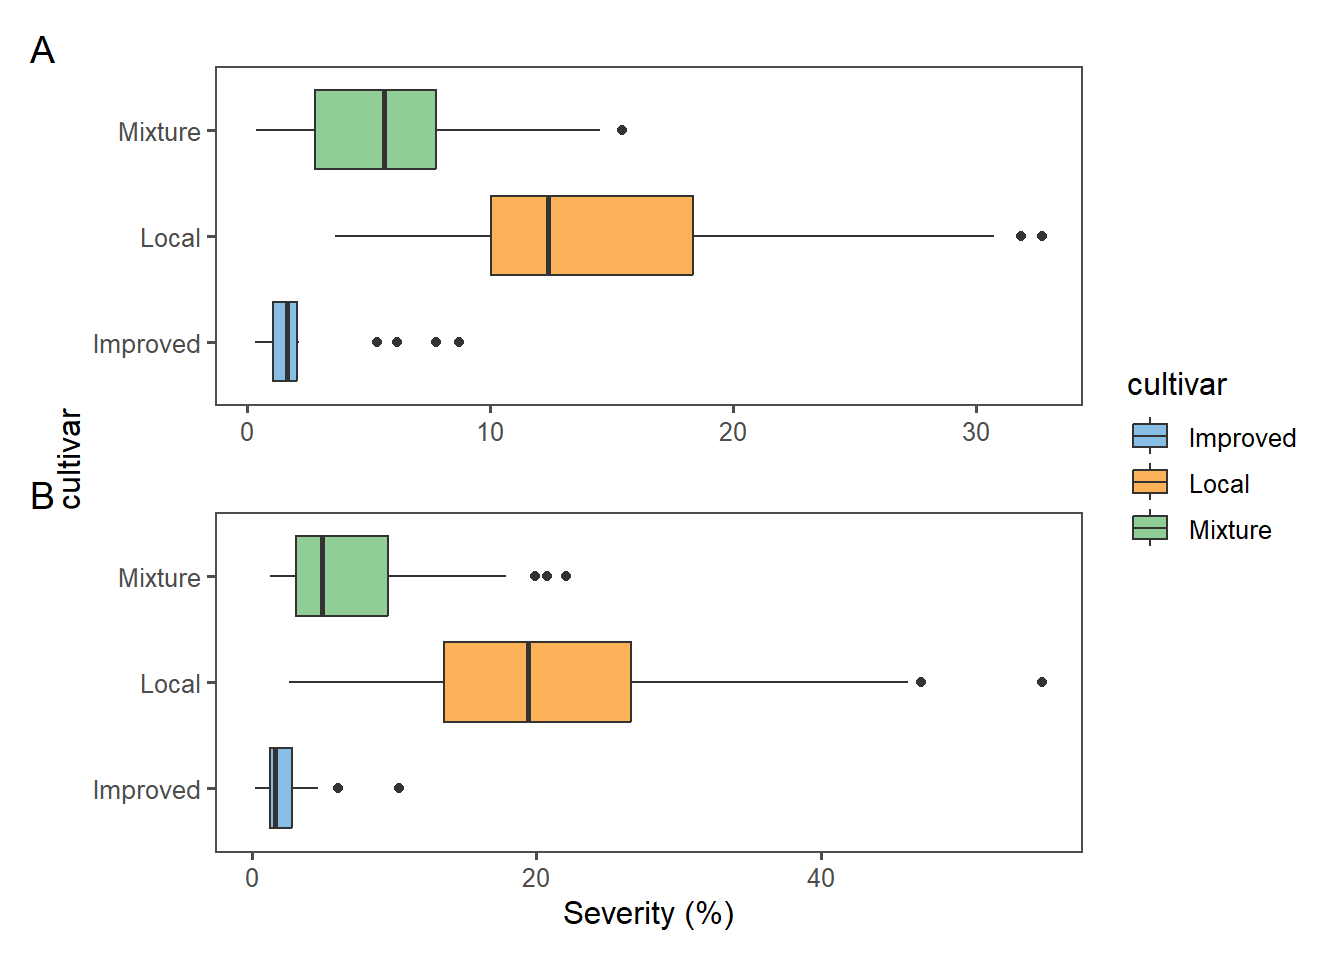 A
Mixture
Local
Improved
0 10 20 30
cultivar
B
Mixture
Local
Improved
0 20 40
Severity (%)
cultivar
Improved
Local
Mixture